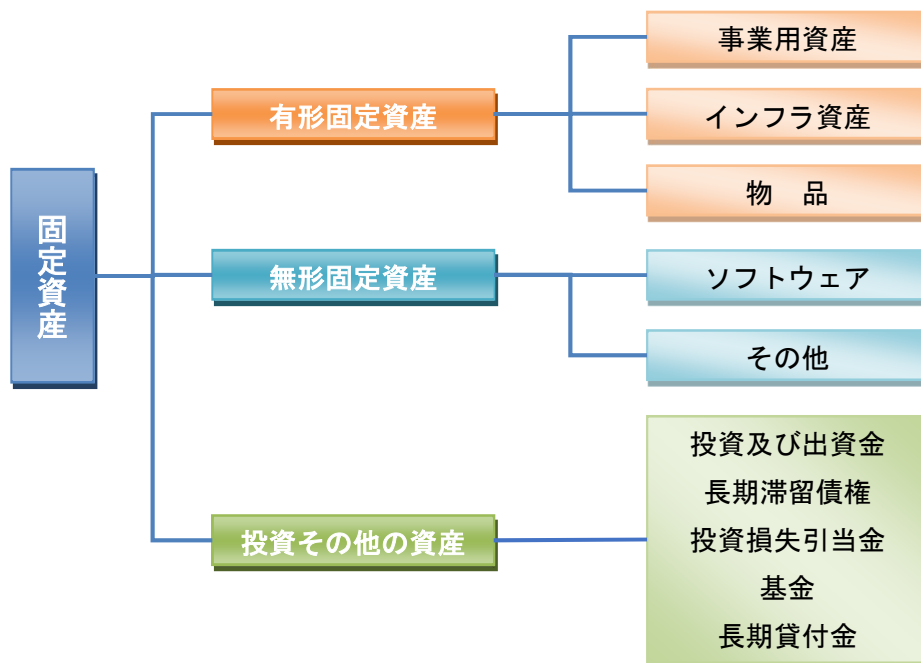 固定資産
有形固定資産
事業用資産
インフラ資産
物　品
無形固定資産
ソフトウェア
その他
投資その他の資産
投資及び出資金
長期滞留債権
投資損失引当金
基金
長期貸付金